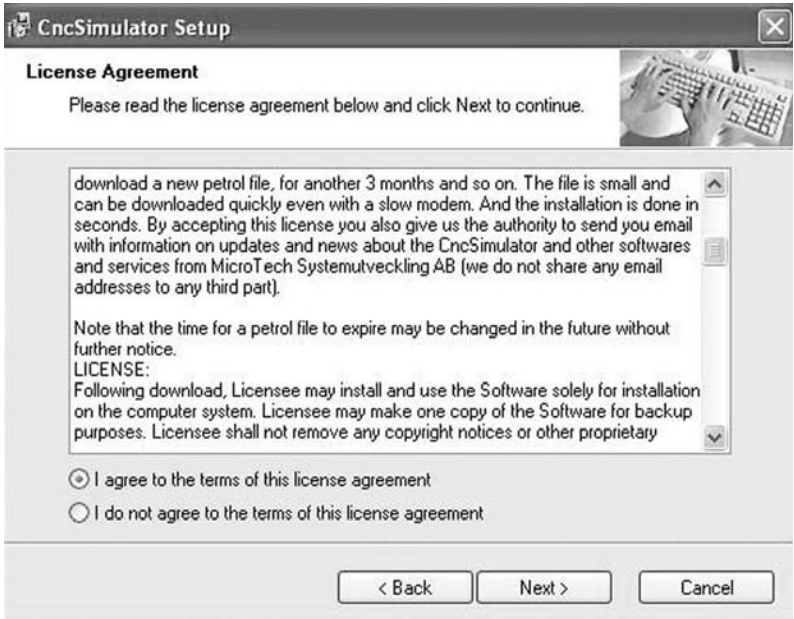 CncSimulator Setup
License Agreement
Please read the license agreement below and click Next to continue.
download a new petrol file, for another 3 months and so on. The file is small and
can be downloaded quickly even with a slow modem. And the installation is done in
seconds. By accepting this license you also give us the authority to send you email
with information on updates and news about the CncSimulator and other softwares
and services from MicroTech Systemutveckling AB (we do not share any email
addresses to any third part).
Note that the time for a petrol file to expire may be changed in the future without
further notice.
LICENSE:
Following download, Licensee may install and use the Software solely for installation
on the computer system. Licensee may make one copy of the Software for backup
purposes. Licensee shall not remove any copyright notices or other proprietary
I agree to the terms of this license agreement
I do not agree to the terms of this license agreement
< Back Next > Cancel